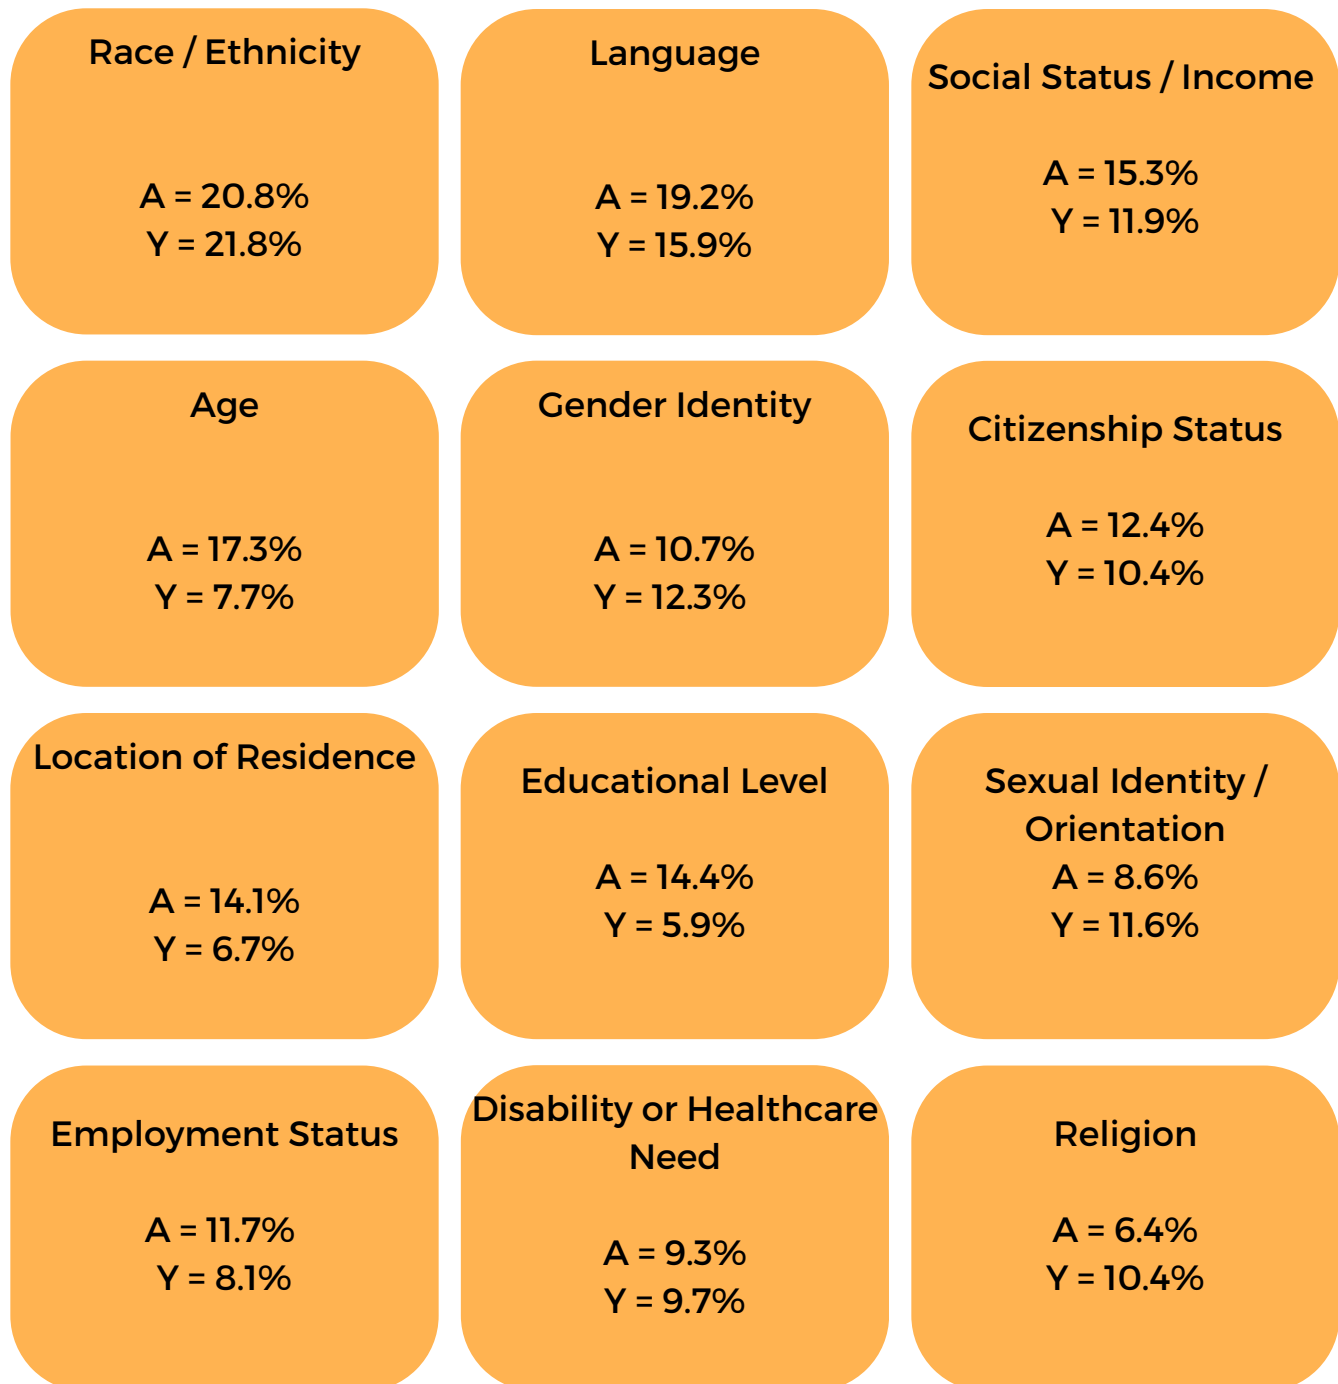 Race / Ethnicity
A = 20.8%
Y = 21.8%
Language
A = 19.2%
Y = 15.9%
Social Status / Income
A = 15.3%
Y = 11.9%
Age
A = 17.3%
Y = 7.7%
Gender Identity
A = 10.7%
Y = 12.3%
Citizenship Status
A = 12.4%
Y = 10.4%
Location of Residence
A = 14.1%
Y = 6.7%
Educational Level
A = 14.4%
Y = 5.9%
Sexual Identity /
Orientation
A = 8.6%
Y = 11.6%
Employment Status
A = 11.7%
Y = 8.1%
Disability or Healthcare
Need
A = 9.3%
Y = 9.7%
Religion
A = 6.4%
Y = 10.4%